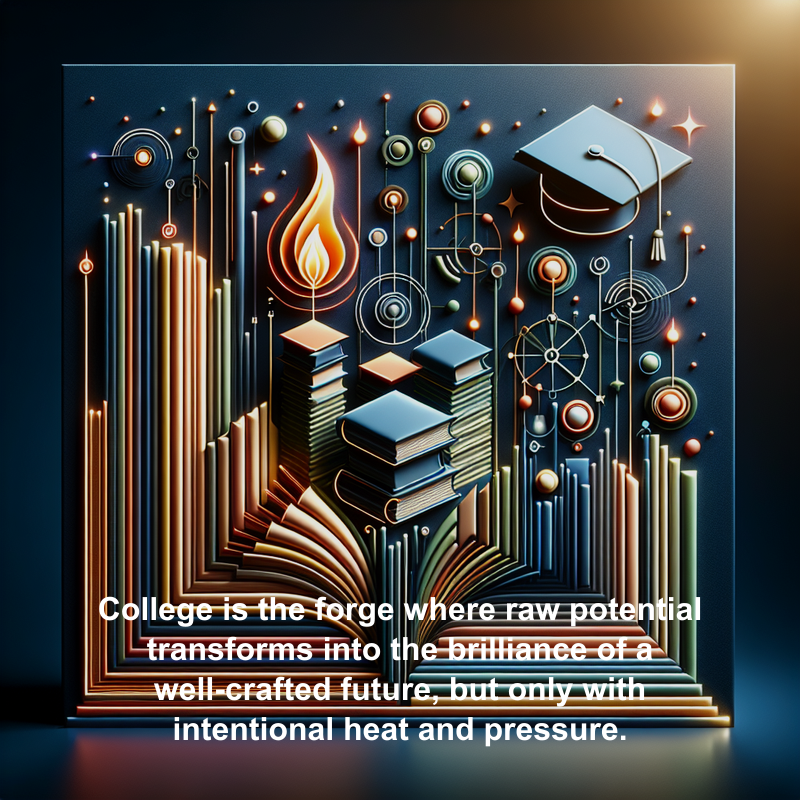 College is the forge where raw potential
transforms into the brilliance of a
well-crafted future, but only with
intentional heat and pressure.